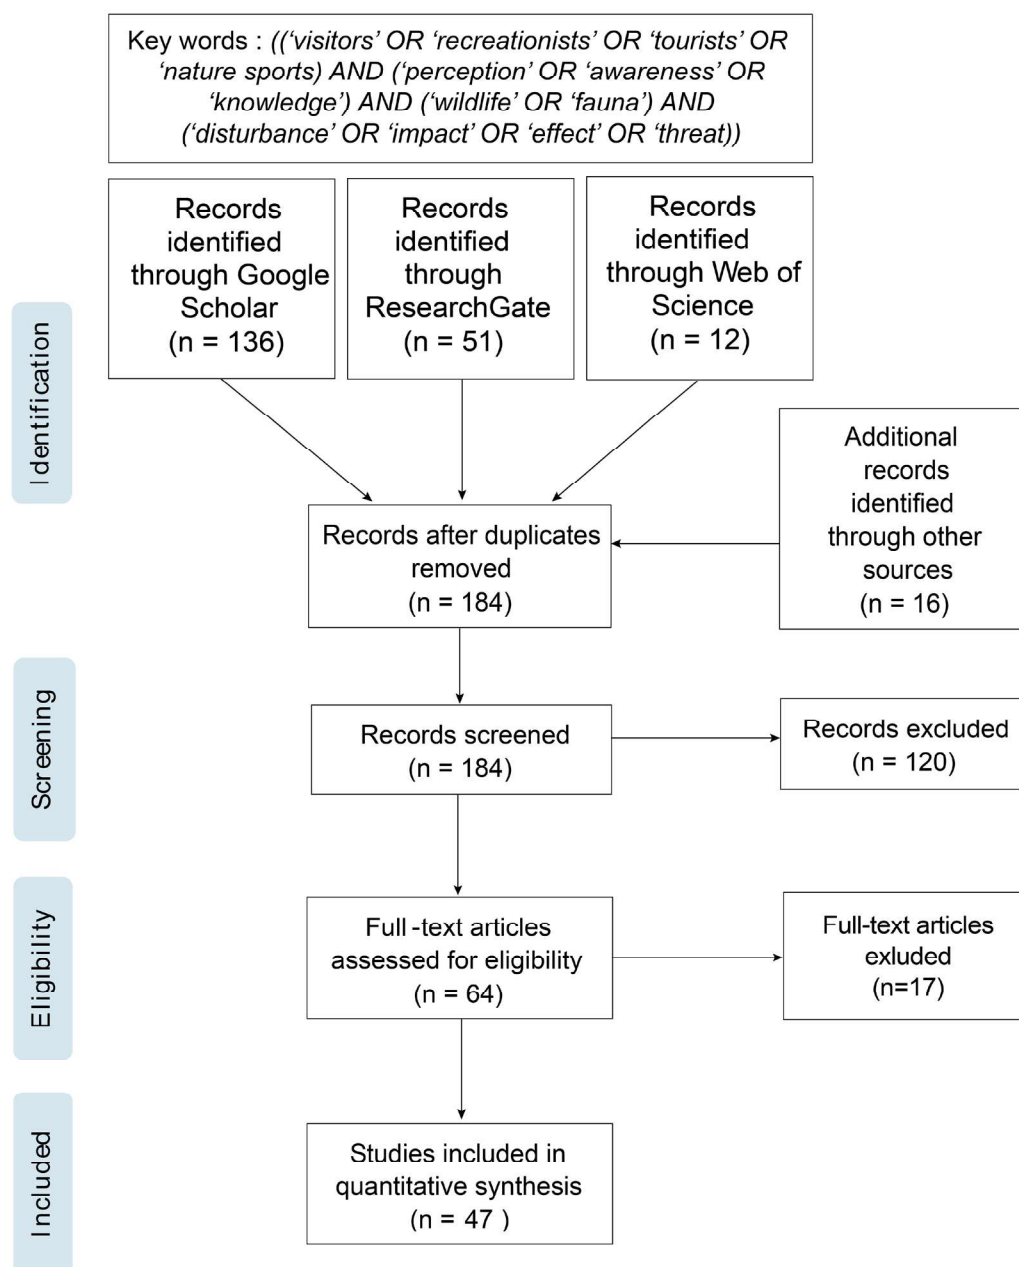 Key words : ((‘visitors’ OR ‘recreationists’ OR ‘tourists’ OR
‘nature sports) AND (‘perception’ OR ‘awareness’ OR
‘knowledge’) AND (‘wildlife’ OR ‘fauna’) AND
(‘disturbance’ OR ‘impact’ OR ‘effect’ OR ‘threat))
Identification
Records
identified
through Google
Scholar
(n = 136)
Records
identified
through
ResearchGate
(n = 51)
Records
identified
through Web of
Science
(n = 12)
Additional
records
identified
through other
sources
(n = 16)
Records after duplicates
removed
(n = 184)
Screening
Records screened
(n = 184)
Records excluded
(n = 120)
Eligibility
Full -text articles
assessed for eligibility
(n = 64)
Full-text articles
exluded
(n=17)
Included
Studies included in
quantitative synthesis
(n = 47 )